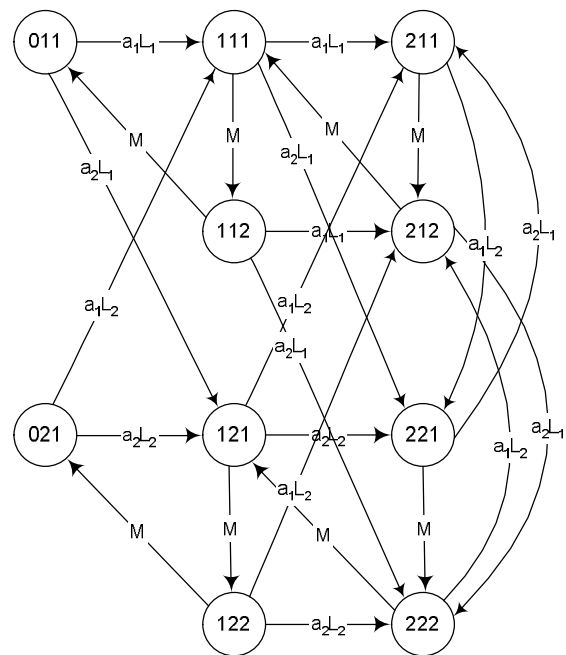 011 a₁L₁ 111 a₁L₁ 211
M M M M
a₂L₁ a₂L₁
112 a₁L₁ 212
a₂L₁
a₁L₂
a₁L₂ a₁L₂
a₂L₁
021 a₂L₂ 121 a₂L₂ 221
a₂L₁
a₁L₂
a₁L₂
M M M M
122 a₂L₂ 222